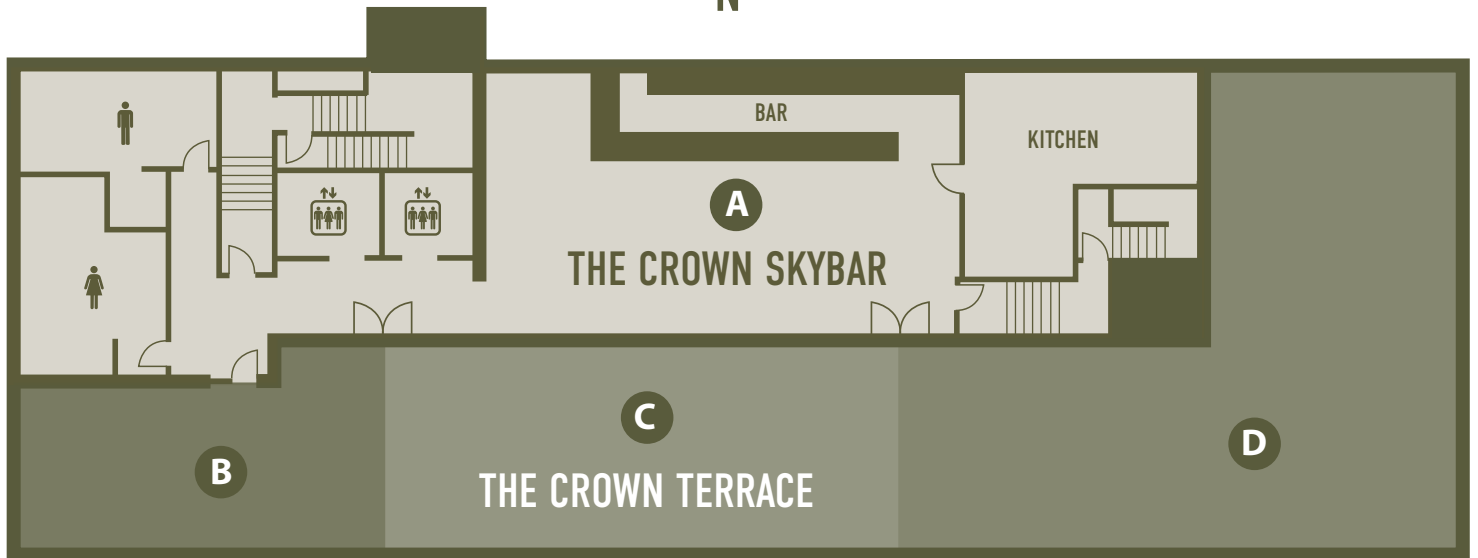 N
BAR
KITCHEN
A
THE CROWN SKYBAR
C
B
D
THE CROWN TERRACE